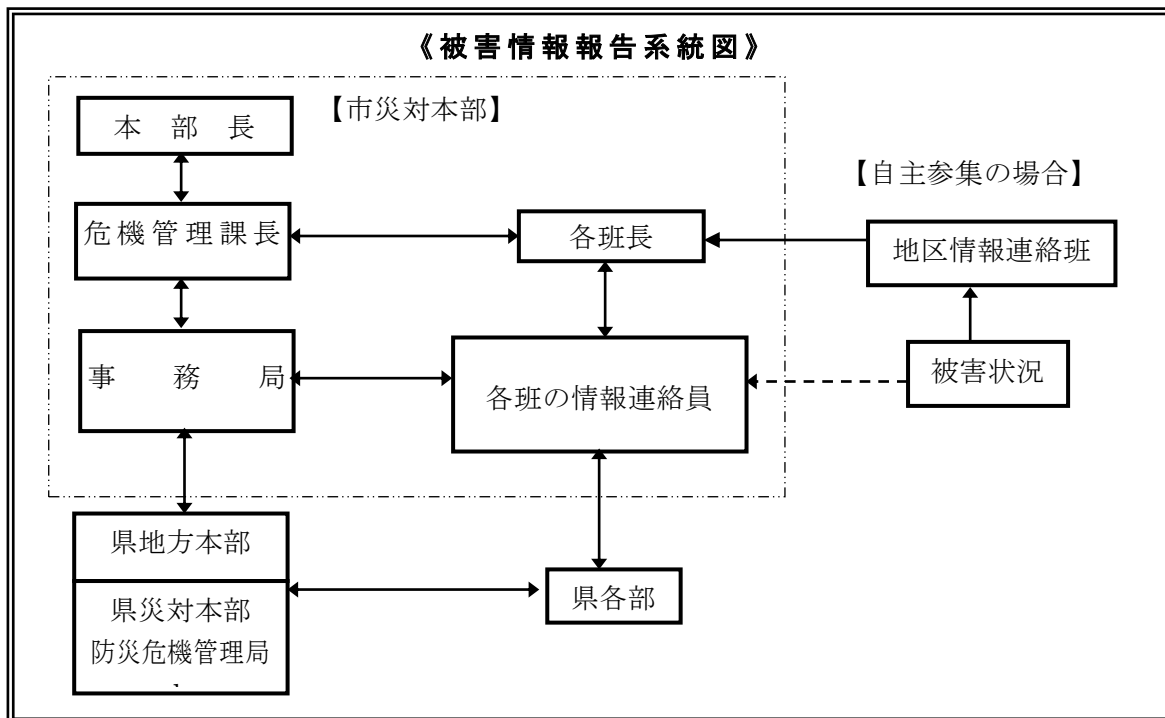 《被害情報報告系統図》
【市災対本部】
本部長
【自主参集の場合】
危機管理課長
各班長
地区情報連絡班
事務局
各班の情報連絡員
被害状況
県地方本部
県災対本部
防災危機管理局
県各部